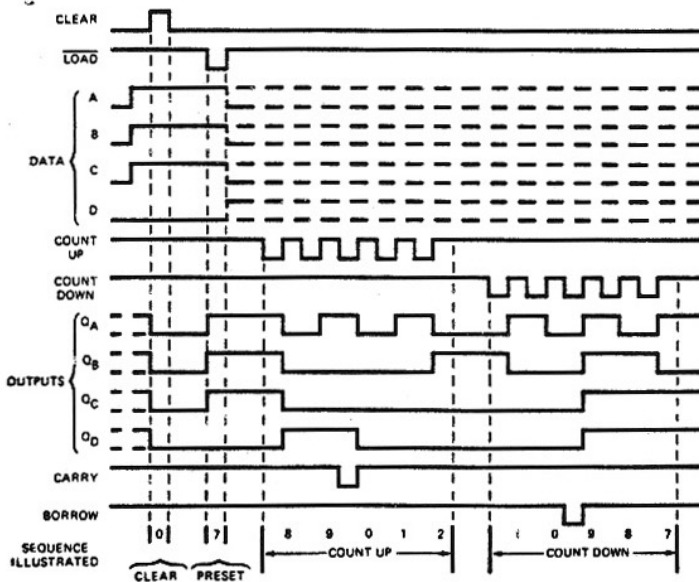 CLEAR
LOAD
A
B
DATA
C
D
COUNT UP
COUNT DOWN
QA
QB
OUTPUTS
QC
QD
CARRY
BORROW
SEQUENCE ILLUSTRATED
0 7 8 9 0 1 2 0 9 8 7
COUNT UP COUNT DOWN
CLEAR PRESET